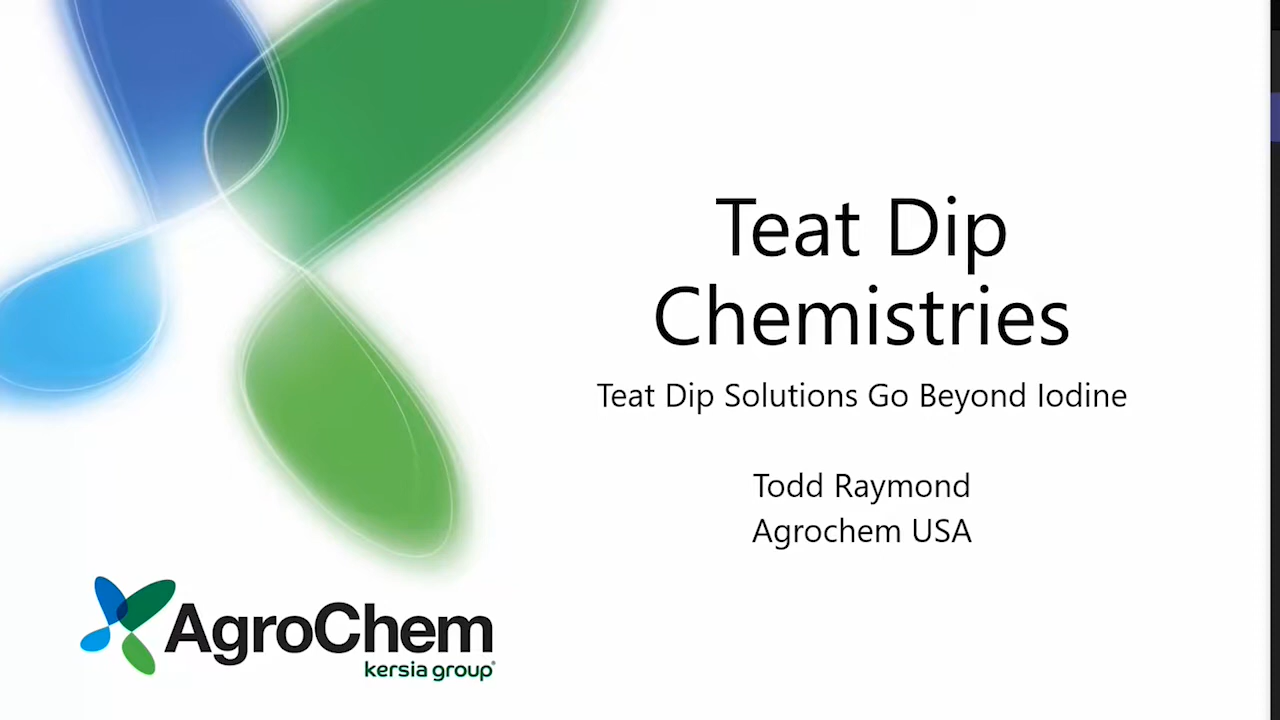 Teat Dip
Chemistries
Teat Dip Solutions Go Beyond Iodine
Todd Raymond
Agrochem USA
AgroChem
kersia group®